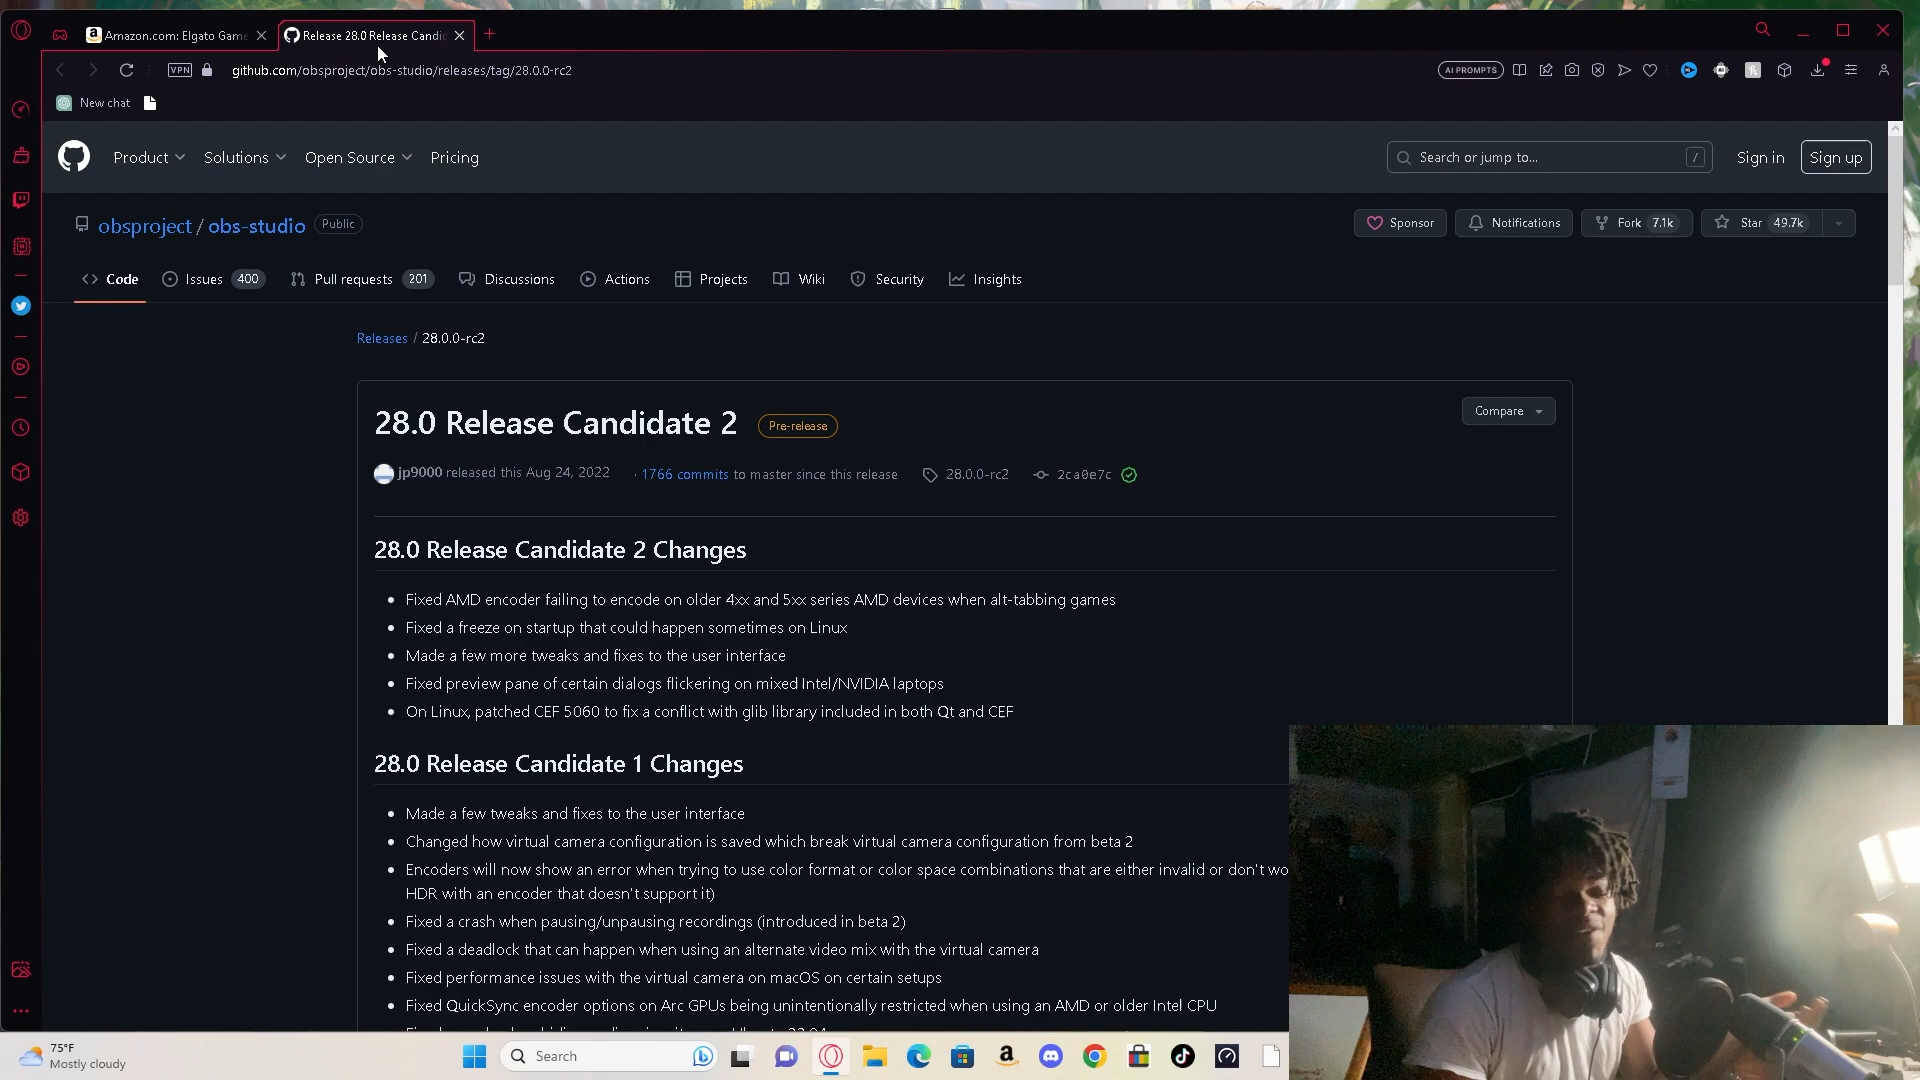 Amazon.com: Elgato Game
Release 28.0 Release Candid
VPN
github.com/obsproject/obs-studio/releases/tag/28.0.0-rc2
AI PROMPTS
New chat
Product
Solutions
Open Source
Pricing
Search or jump to...
/
Sign in
Sign up
obsproject / obs-studio
Public
Sponsor
Notifications
Fork 7.1k
Star 49.7k
Code
Issues 400
Pull requests 201
Discussions
Actions
Projects
Wiki
Security
Insights
Releases / 28.0.0-rc2
28.0 Release Candidate 2
Pre-release
Compare
jp9000 released this Aug 24, 2022
· 1766 commits to master since this release
28.0.0-rc2
2ca0e7c
28.0 Release Candidate 2 Changes
• Fixed AMD encoder failing to encode on older 4xx and 5xx series AMD devices when alt-tabbing games
• Fixed a freeze on startup that could happen sometimes on Linux
• Made a few more tweaks and fixes to the user interface
• Fixed preview pane of certain dialogs flickering on mixed Intel/NVIDIA laptops
• On Linux, patched CEF 5060 to fix a conflict with glib library included in both Qt and CEF
28.0 Release Candidate 1 Changes
• Made a few tweaks and fixes to the user interface
• Changed how virtual camera configuration is saved which break virtual camera configuration from beta 2
• Encoders will now show an error when trying to use color format or color space combinations that are either invalid or don't wo
HDR with an encoder that doesn't support it)
• Fixed a crash when pausing/unpausing recordings (introduced in beta 2)
• Fixed a deadlock that can happen when using an alternate video mix with the virtual camera
• Fixed performance issues with the virtual camera on macOS on certain setups
• Fixed QuickSync encoder options on Arc GPUs being unintentionally restricted when using an AMD or older Intel CPU
75°F
Mostly cloudy
Search